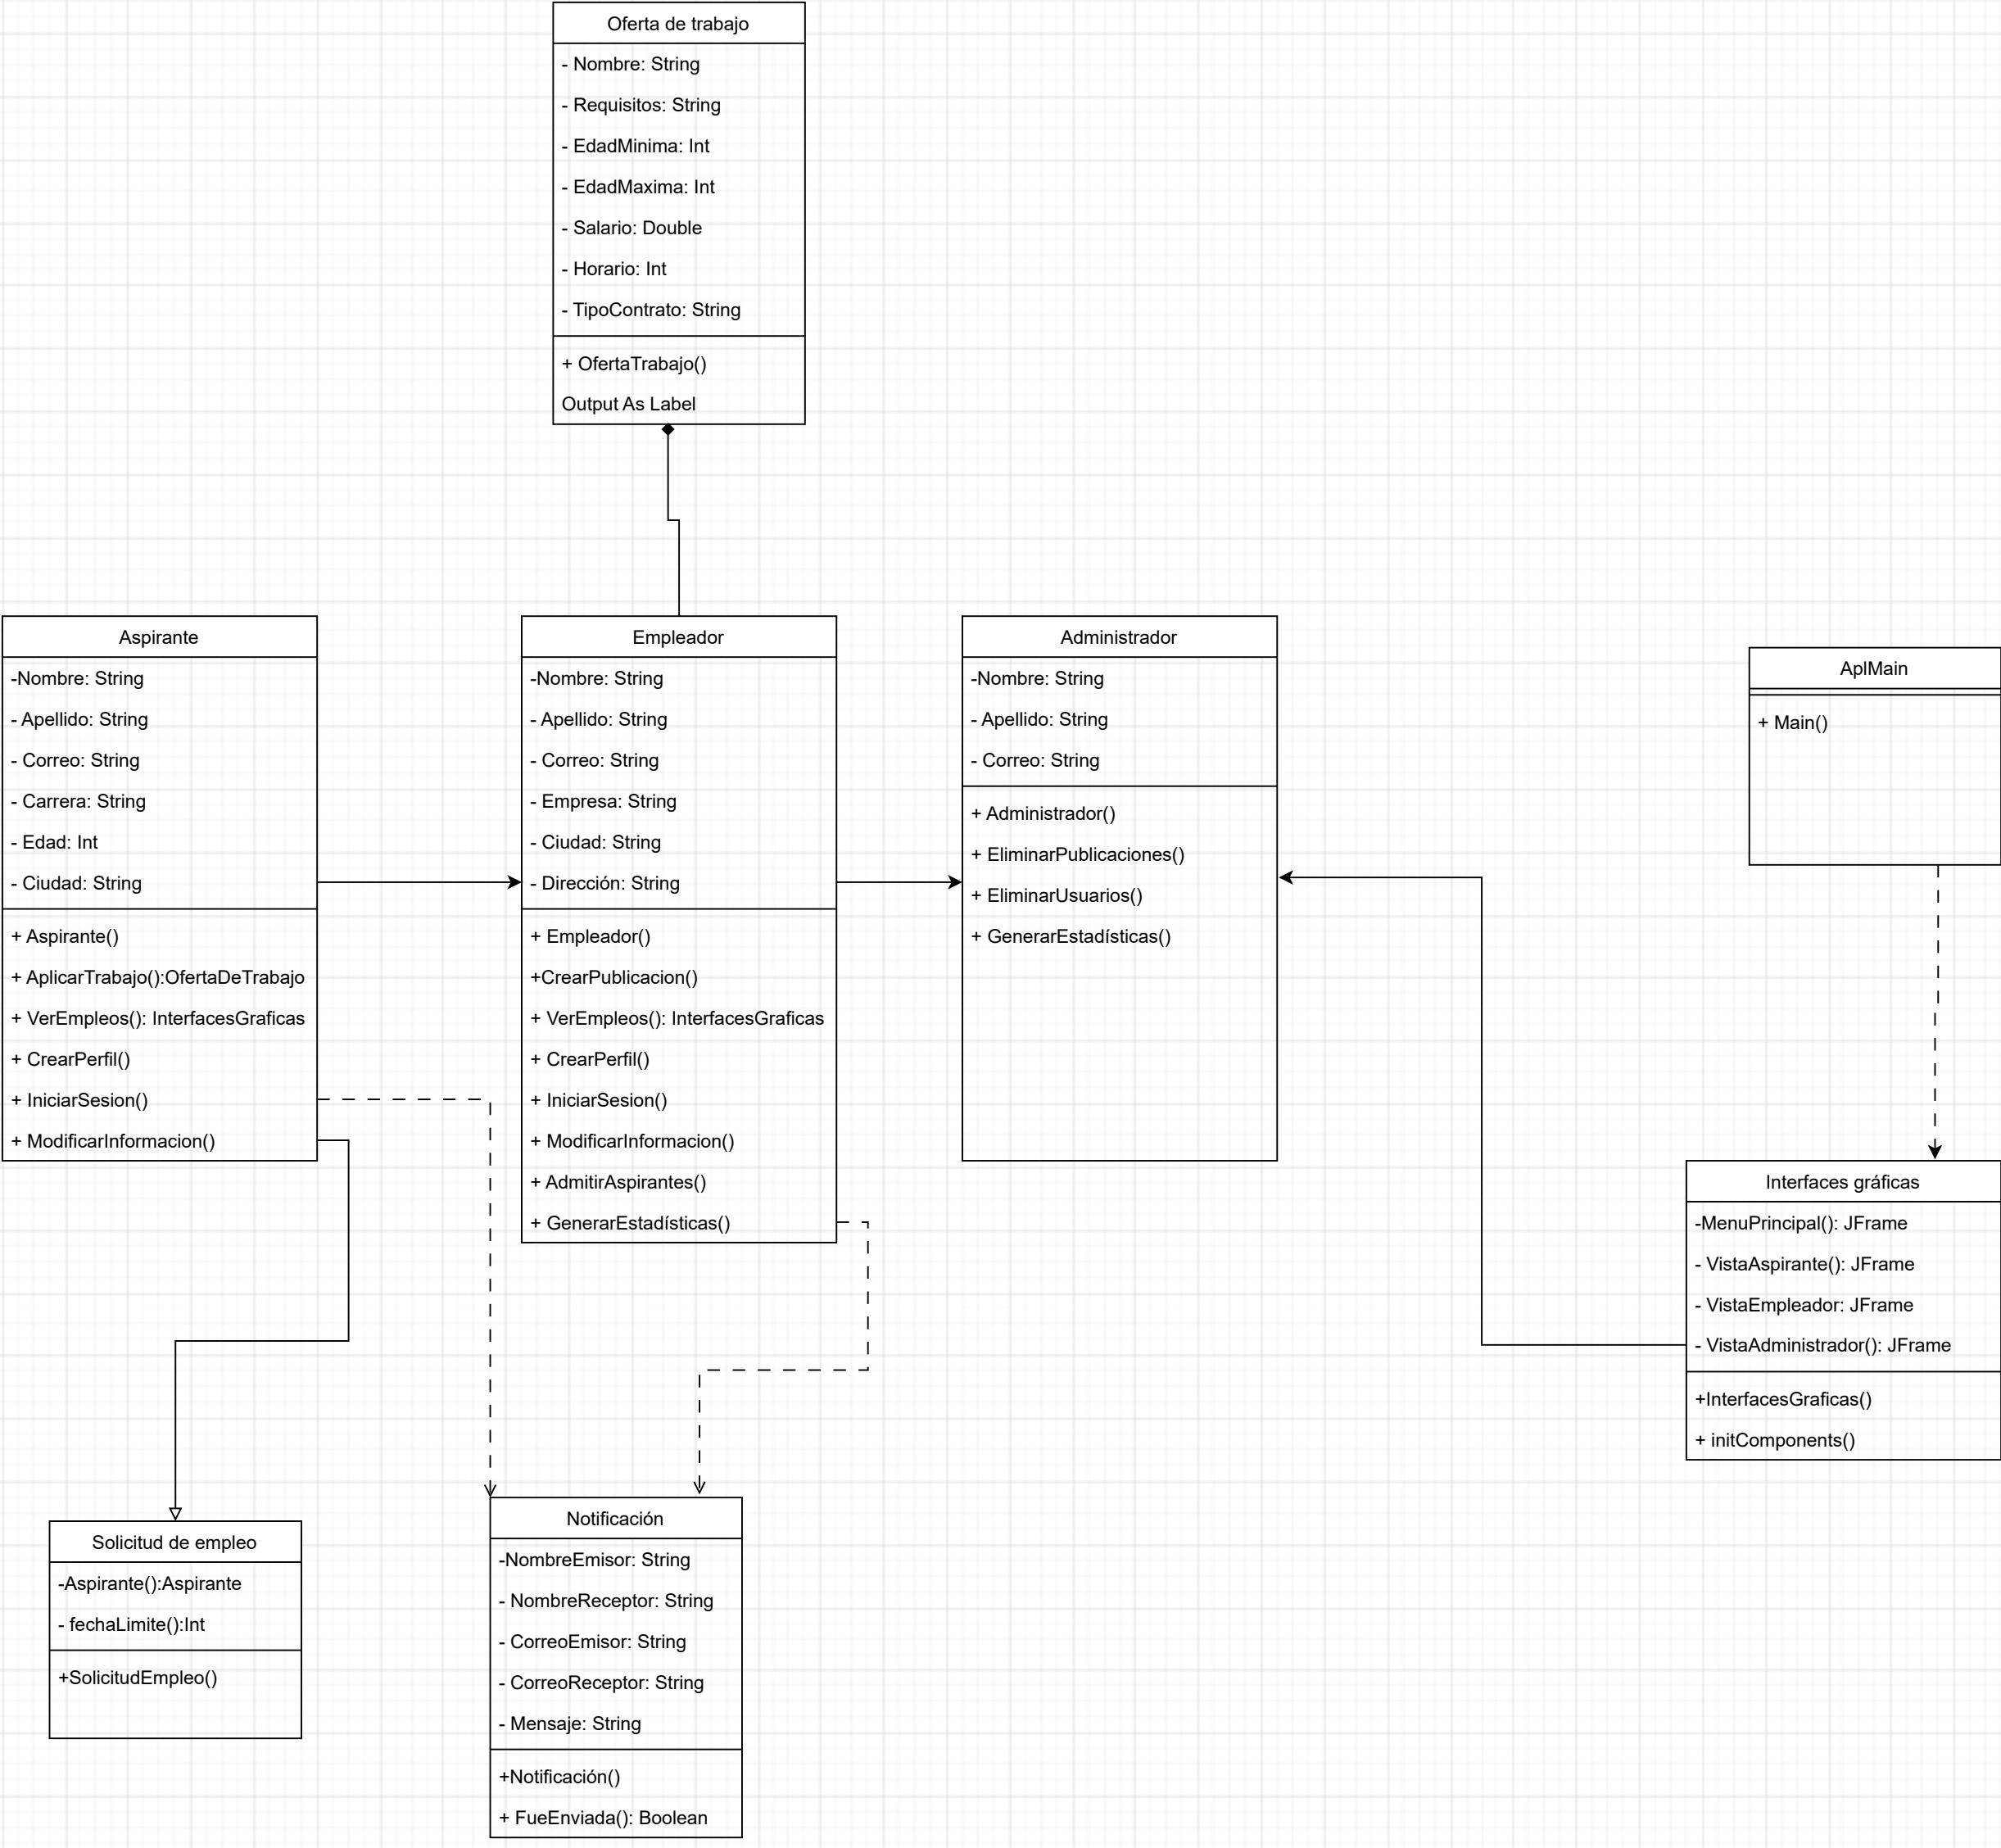 Oferta de trabajo
- Nombre: String
- Requisitos: String
- EdadMinima: Int
- EdadMaxima: Int
- Salario: Double
- Horario: Int
- TipoContrato: String
+ OfertaTrabajo()
Output As Label
Aspirante
-Nombre: String
- Apellido: String
- Correo: String
- Carrera: String
- Edad: Int
- Ciudad: String
+ Aspirante()
+ AplicarTrabajo():OfertaDeTrabajo
+ VerEmpleos(): InterfacesGraficas
+ CrearPerfil()
+ IniciarSesion()
+ ModificarInformacion()
Empleador
-Nombre: String
- Apellido: String
- Correo: String
- Empresa: String
- Ciudad: String
- Dirección: String
+ Empleador()
+CrearPublicacion()
+ VerEmpleos(): InterfacesGraficas
+ CrearPerfil()
+ IniciarSesion()
+ ModificarInformacion()
+ AdmitirAspirantes()
+ GenerarEstadísticas()
Administrador
-Nombre: String
- Apellido: String
- Correo: String
+ Administrador()
+ EliminarPublicaciones()
+ EliminarUsuarios()
+ GenerarEstadísticas()
AplMain
+ Main()
Interfaces gráficas
-MenuPrincipal(): JFrame
- VistaAspirante(): JFrame
- VistaEmpleador: JFrame
- VistaAdministrador(): JFrame
+InterfacesGraficas()
+ initComponents()
Solicitud de empleo
-Aspirante():Aspirante
- fechaLimite():Int
+SolicitudEmpleo()
Notificación
-NombreEmisor: String
- NombreReceptor: String
- CorreoEmisor: String
- CorreoReceptor: String
- Mensaje: String
+Notificación()
+ FueEnviada(): Boolean